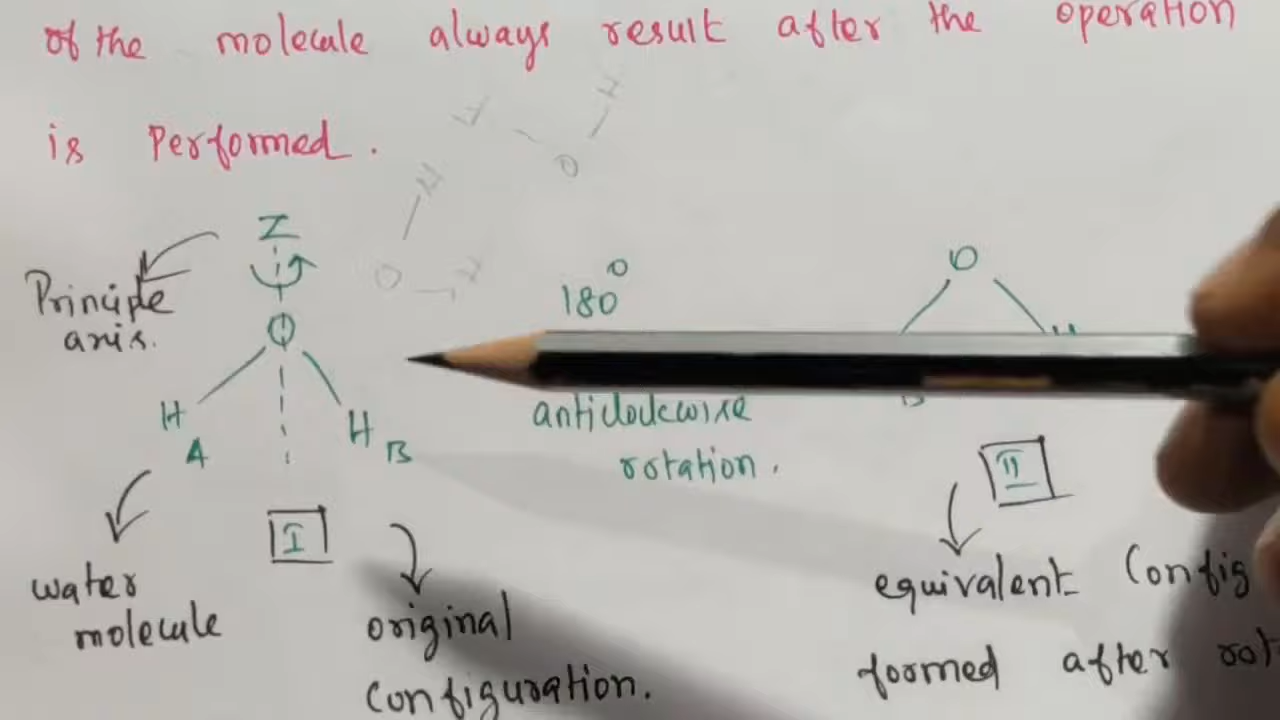 of the molecule always result after the operation
is Performed.
H
H
O
H
O
H
Z
Principle
axis.
O
H
A
H
B
180°
anticlockwise
rotation.
O
B
I
II
water
molecule
original
configuration.
equivalent Config
formed after rot